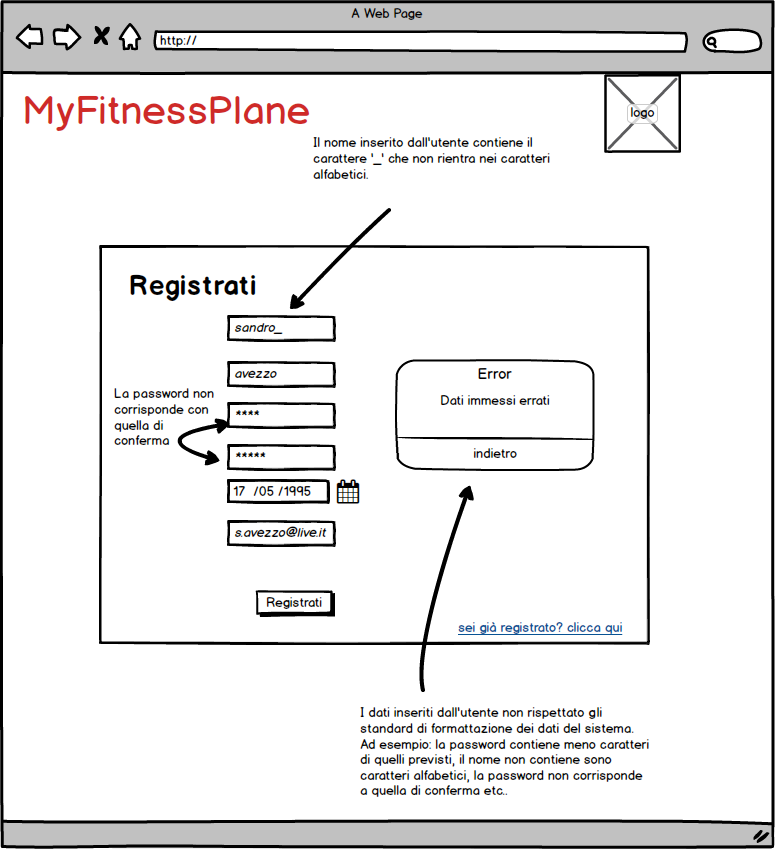 A Web Page
http://
MyFitnessPlane
logo
Il nome inserito dall'utente contiene il
carattere '_' che non rientra nei caratteri
alfabetici.
Registrati
sandro_
avezzo
La password non
corrisponde con
quella di
conferma
****
*****
17 /05 /1995
s.avezzo@live.it
Registrati
Error
Dati immessi errati
indietro
sei già registrato? clicca qui
I dati inseriti dall'utente non rispettato gli
standard di formattazione dei dati del sistema.
Ad esempio: la password contiene meno caratteri
di quelli previsti, il nome non contiene sono
caratteri alfabetici, la password non corrisponde
a quella di conferma etc..